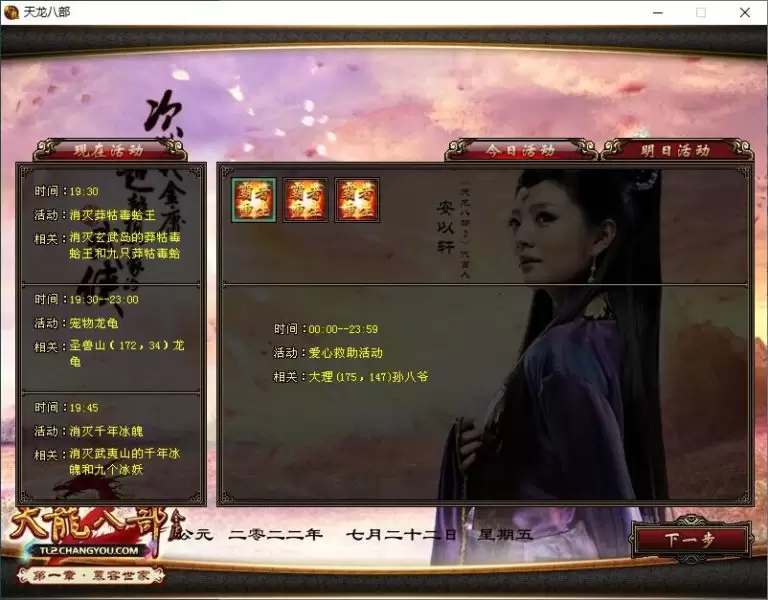 天龙八部
现在活动
今日活动
明日活动
时间：19:30
活动：消灭莽牯毒蛤王
相关：消灭玄武岛的莽牯毒
蛤王和九只莽牯毒蛤
时间：19:30--23:00
活动：宠物龙龟
相关：圣兽山（172，34）龙
龟
时间：19:45
活动：消灭千年冰魄
相关：消灭武夷山的千年冰
魄和九个冰妖
安以轩
时间：00:00--23:59
活动：爱心救助活动
相关：大理(175，147)孙八爷
天龍八部
TL2.CHANGYOU.COM
第一章·慕容世家
公元 二零二二年 七月二十二日 星期五
下一步